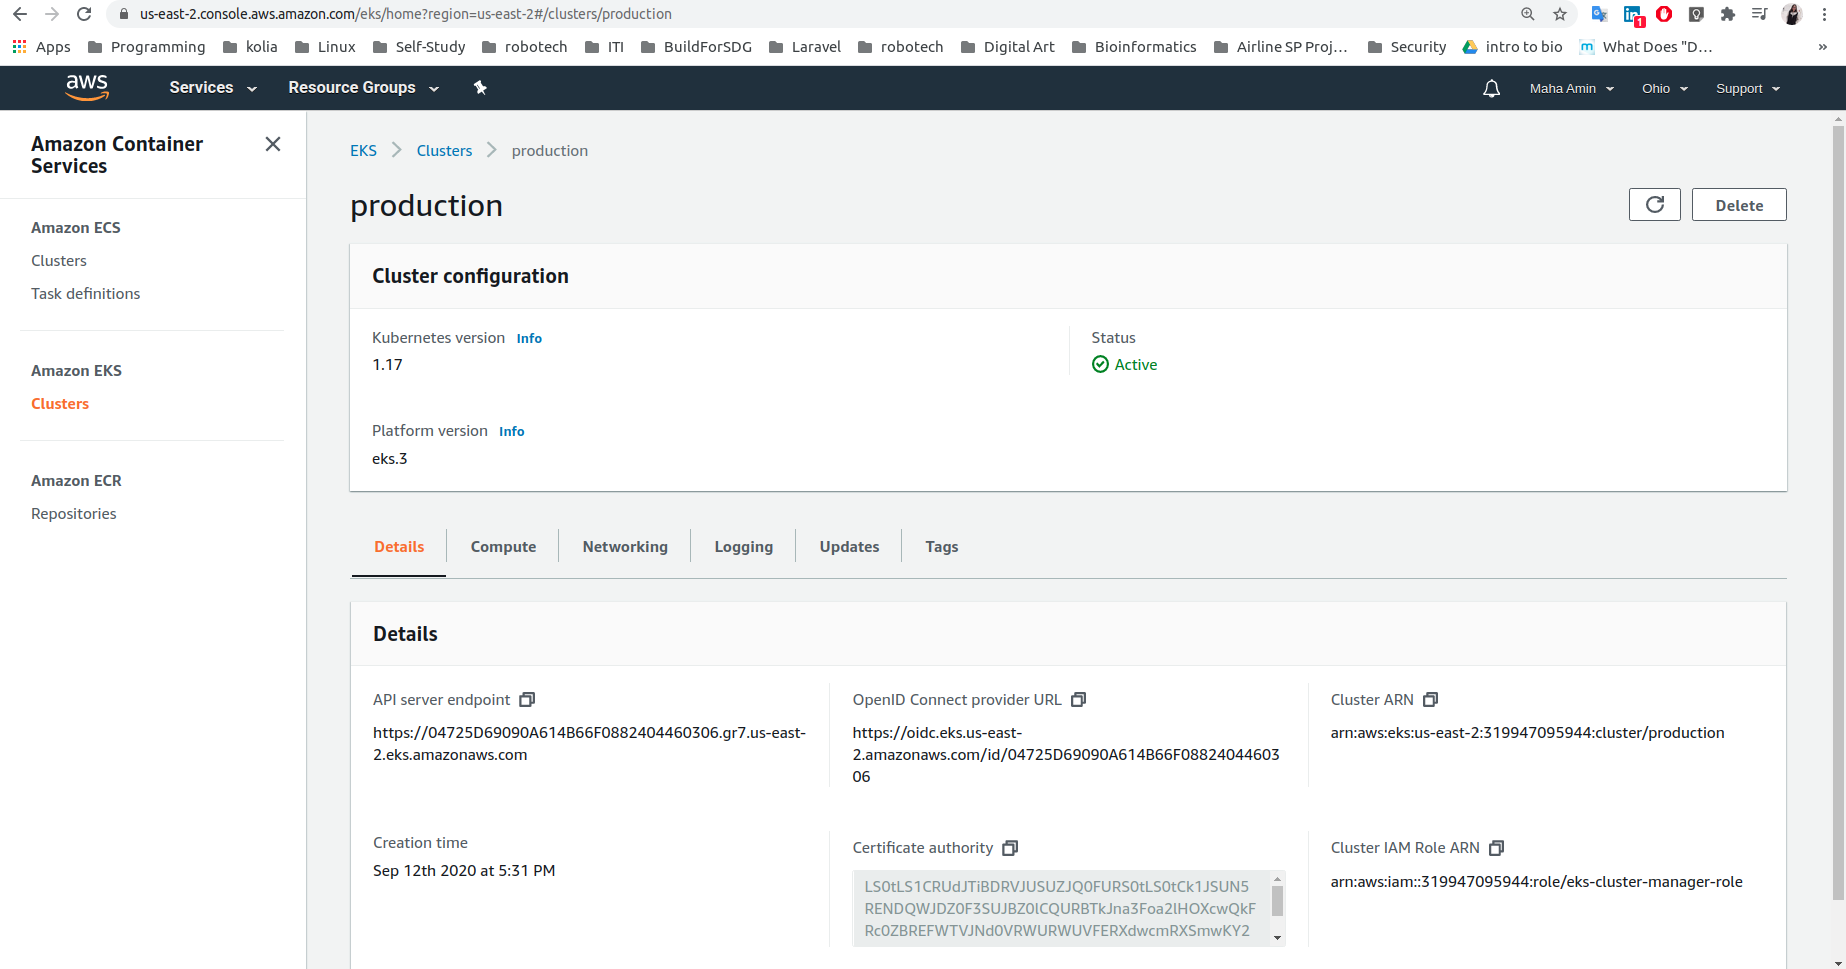 us-east-2.console.aws.amazon.com/eks/home?region=us-east-2#/clusters/production
1
Apps Programming kolia Linux Self-Study robotech ITI BuildForSDG Laravel robotech Digital Art Bioinformatics Airline SP Proj… Security intro to bio What Does "D… »
aws Services Resource Groups Maha Amin Ohio Support
Amazon Container
Services
Amazon ECS
Clusters
Task definitions
Amazon EKS
Clusters
Amazon ECR
Repositories
EKS Clusters production
production
Delete
Cluster configuration
Kubernetes version Info
1.17
Status
Active
Platform version Info
eks.3
Details Compute Networking Logging Updates Tags
Details
API server endpoint
https://04725D69090A614B66F0882404460306.gr7.us-east-
2.eks.amazonaws.com
OpenID Connect provider URL
https://oidc.eks.us-east-
2.amazonaws.com/id/04725D69090A614B66F08824044603
06
Cluster ARN
arn:aws:eks:us-east-2:319947095944:cluster/production
Creation time
Sep 12th 2020 at 5:31 PM
Certificate authority
LS0tLS1CRUdJTiBDRVJUSUZJQ0FURS0tLS0tCk1JSUN5
RENDQWJDZ0F3SUJBZ0lCQURBTkJna3Foa2lHOXcwQkF
Rc0ZBREFWTVJNd0VRWURWUVFERXdwcmRXSmwKY2
Cluster IAM Role ARN
arn:aws:iam::319947095944:role/eks-cluster-manager-role